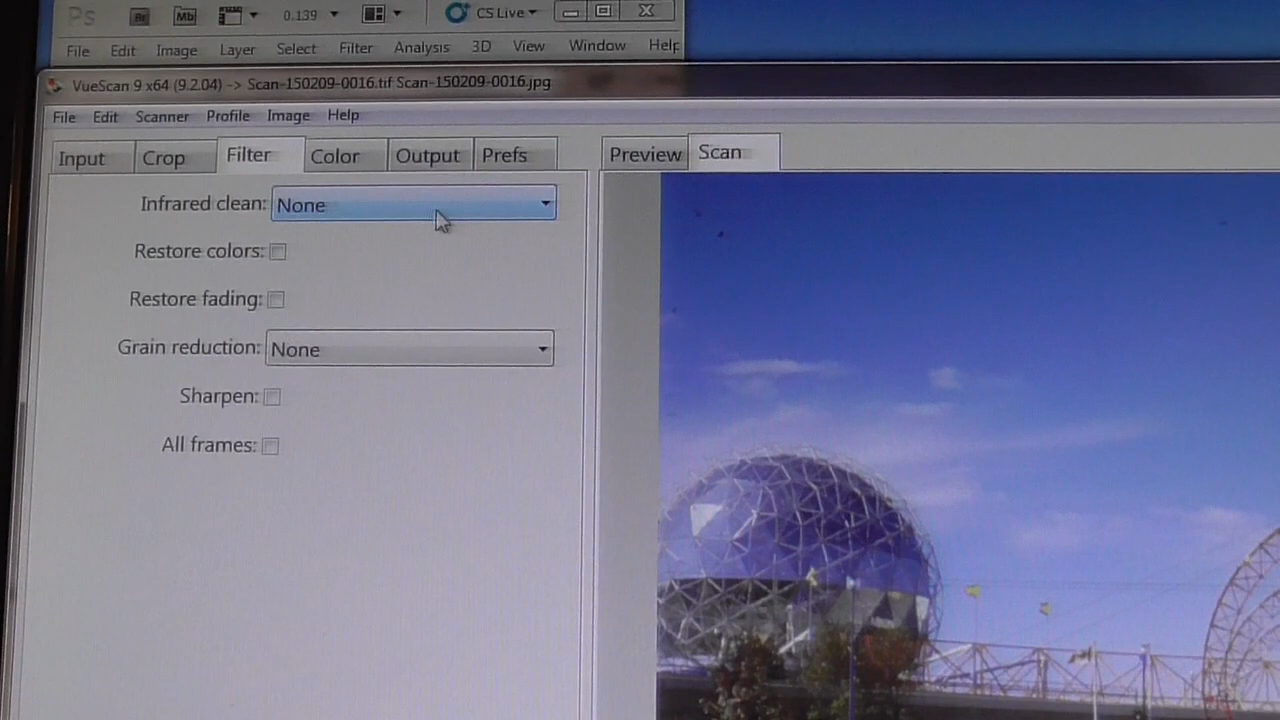 Ps Br Mb 0.139 CS Live
File Edit Image Layer Select Filter Analysis 3D View Window Help
VueScan 9 x64 (9.2.04) -> Scan-150209-0016.tif Scan-150209-0016.jpg
File Edit Scanner Profile Image Help
Input Crop Filter Color Output Prefs Preview Scan
Infrared clean: None
Restore colors:
Restore fading:
Grain reduction: None
Sharpen:
All frames: